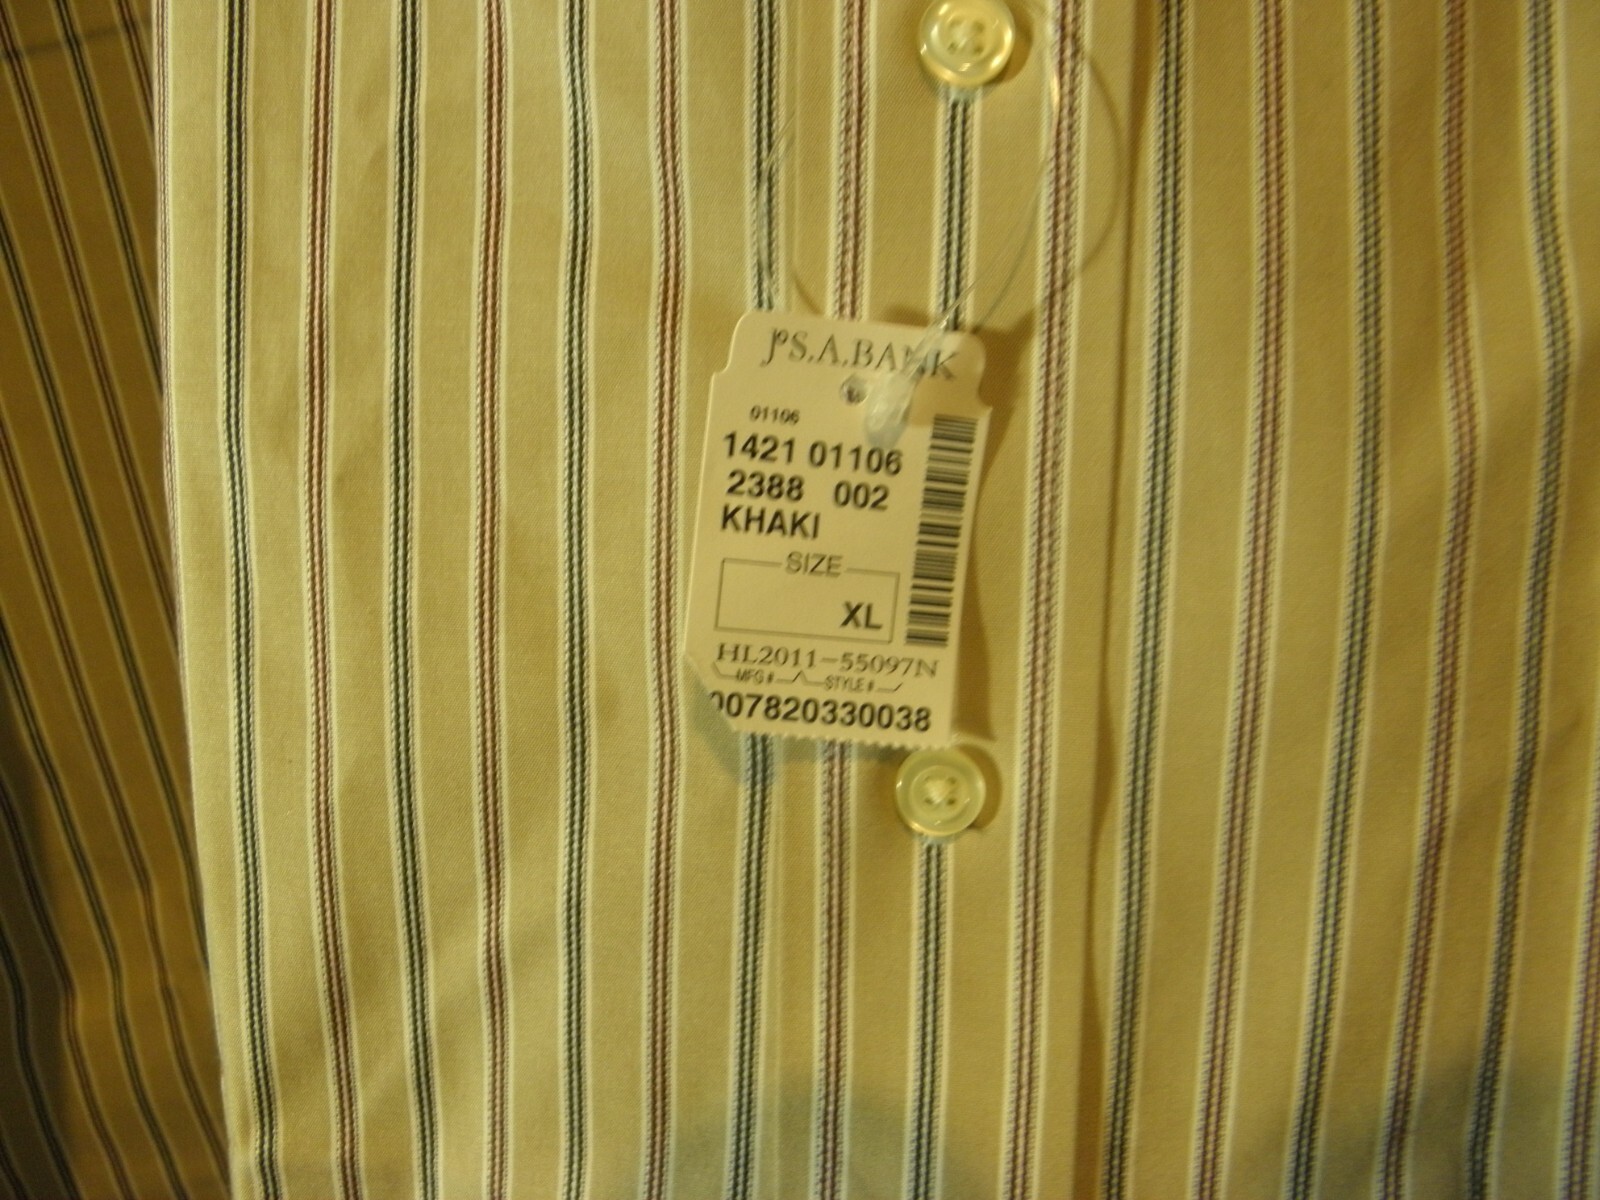 JoS.A.BANK
01106
1421 01106
2388 002
KHAKI
SIZE
XL
HL2011-55097N
MFG # STYLE #
007820330038